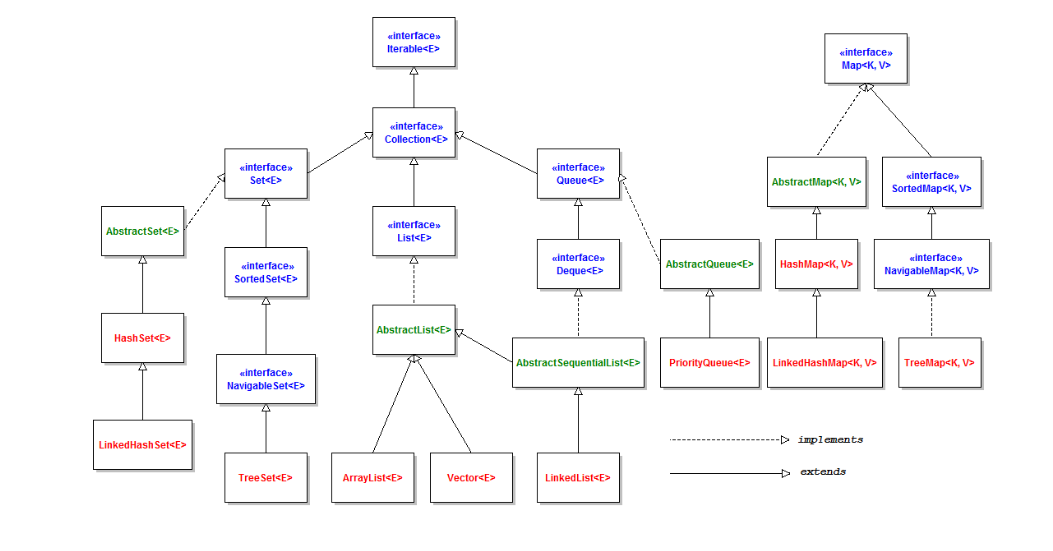 «interface»
Iterable<E>
«interface»
Map<K, V>
«interface»
Collection<E>
«interface»
Set<E>
«interface»
Queue<E>
AbstractMap<K, V>
«interface»
SortedMap<K, V>
AbstractSet<E>
«interface»
List<E>
«interface»
SortedSet<E>
«interface»
Deque<E>
AbstractQueue<E>
HashMap<K, V>
«interface»
NavigableMap<K, V>
HashSet<E>
AbstractList<E>
AbstractSequentialList<E>
PriorityQueue<E>
LinkedHashMap<K, V>
TreeMap<K, V>
«interface»
NavigableSet<E>
LinkedHashSet<E>
implements
extends
TreeSet<E>
ArrayList<E>
Vector<E>
LinkedList<E>